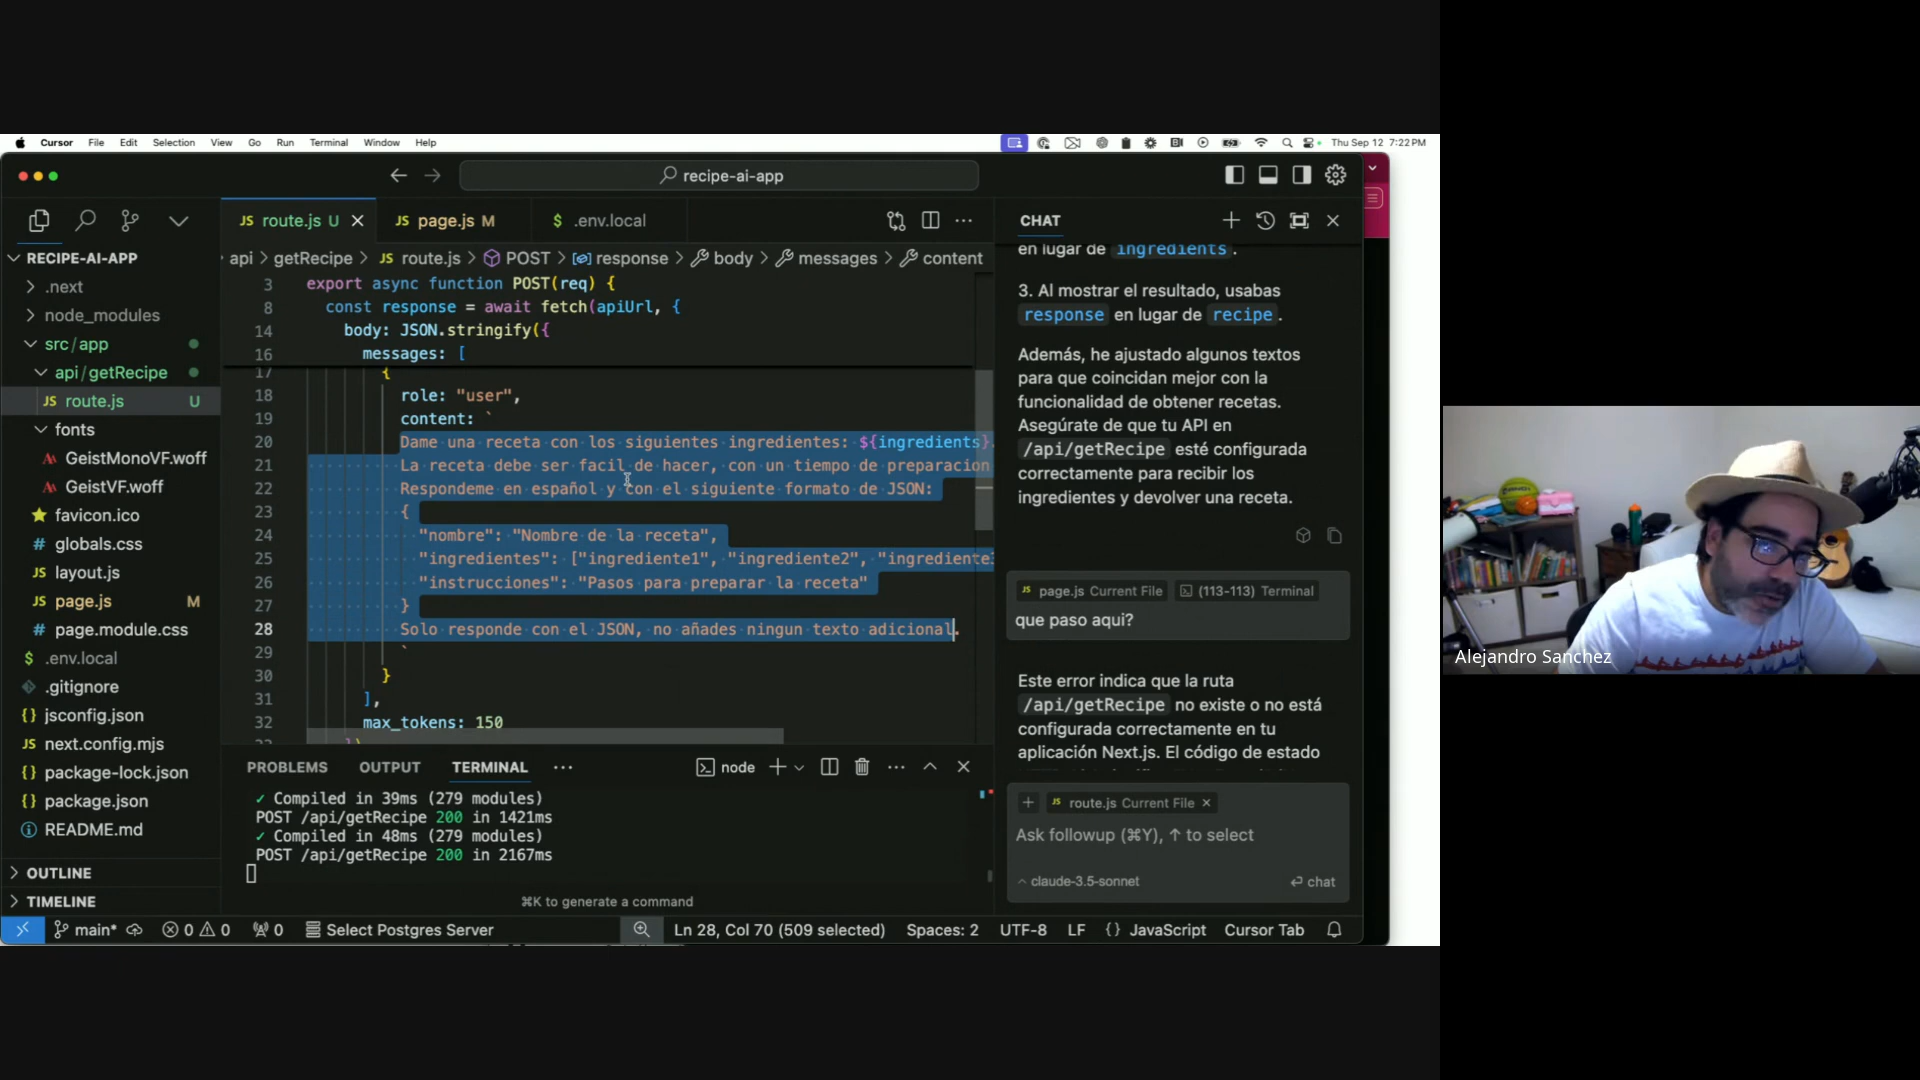 Cursor File Edit Selection View Go Run Terminal Window Help
Thu Sep 12 7:22 PM
recipe-ai-app
JS route.js U
JS page.js M
$ .env.local
RECIPE-AI-APP
.next
node_modules
src/app
api/getRecipe
JS route.js U
fonts
GeistMonoVF.woff
GeistVF.woff
favicon.ico
# globals.css
JS layout.js
JS page.js M
# page.module.css
$ .env.local
.gitignore
{} jsconfig.json
JS next.config.mjs
{} package-lock.json
{} package.json
README.md
OUTLINE
TIMELINE
api > getRecipe > JS route.js > POST > response > body > messages > content
3 export async function POST(req) {
8 const response = await fetch(apiUrl, {
14 body: JSON.stringify({
16 messages: [
17 {
18 role: "user",
19 content: `
20 Dame una receta con los siguientes ingredientes: ${ingredients}.
21 La receta debe ser facil de hacer, con un tiempo de preparacion
22 Respondeme en español y con el siguiente formato de JSON:
23 {
24 "nombre": "Nombre de la receta",
25 "ingredientes": ["ingrediente1", "ingrediente2", "ingrediente3
26 "instrucciones": "Pasos para preparar la receta"
27 }
28 Solo responde con el JSON, no añades ningun texto adicional.
29 `
30 }
31 ],
32 max_tokens: 150
PROBLEMS OUTPUT TERMINAL
node
✓ Compiled in 39ms (279 modules)
POST /api/getRecipe 200 in 1421ms
✓ Compiled in 48ms (279 modules)
POST /api/getRecipe 200 in 2167ms
⌘K to generate a command
CHAT
en lugar de ingredients .
3. Al mostrar el resultado, usabas
response en lugar de recipe .
Además, he ajustado algunos textos
para que coincidan mejor con la
funcionalidad de obtener recetas.
Asegúrate de que tu API en
/api/getRecipe esté configurada
correctamente para recibir los
ingredientes y devolver una receta.
JS page.js Current File (113-113) Terminal
que paso aqui?
Este error indica que la ruta
/api/getRecipe no existe o no está
configurada correctamente en tu
aplicación Next.js. El código de estado
+ JS route.js Current File ×
Ask followup (⌘Y), ↑ to select
^ claude-3.5-sonnet
chat
main* 0 0 0 Select Postgres Server Ln 28, Col 70 (509 selected) Spaces: 2 UTF-8 LF {} JavaScript Cursor Tab
Alejandro Sanchez